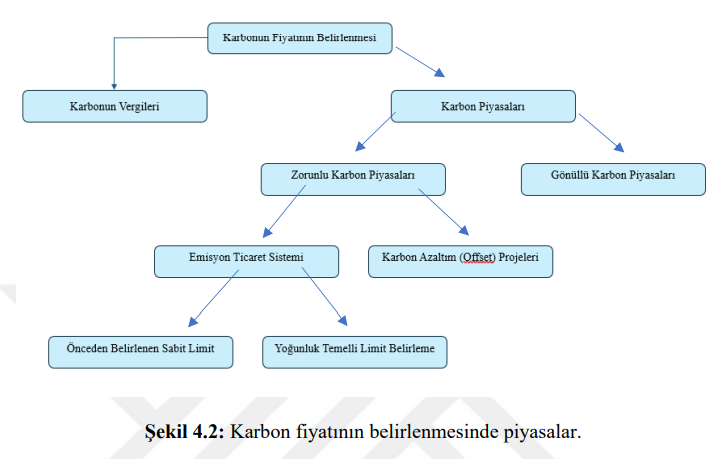 Karbonun Fiyatının Belirlenmesi
Karbonun Vergileri
Karbon Piyasaları
Zorunlu Karbon Piyasaları
Gönüllü Karbon Piyasaları
Emisyon Ticaret Sistemi
Karbon Azaltım (Offset) Projeleri
Önceden Belirlenen Sabit Limit
Yoğunluk Temelli Limit Belirleme
Şekil 4.2: Karbon fiyatının belirlenmesinde piyasalar.